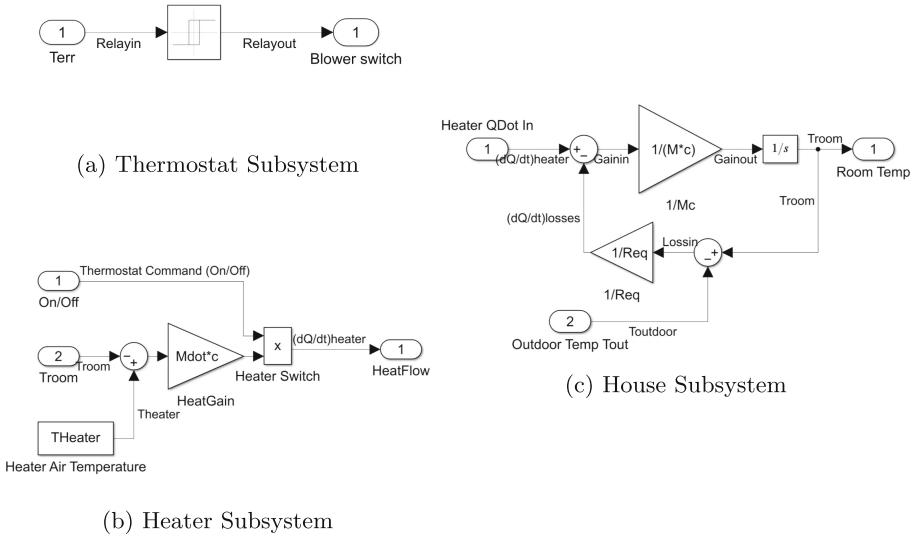 1
Relayin
Relayout
1
Terr
Blower switch
(a) Thermostat Subsystem
1
Thermostat Command (On/Off)
On/Off
2
Troom
Troom
−
+
Mdot*c
HeatGain
x
Heater Switch
(dQ/dt)heater
1
HeatFlow
Theater
THeater
Heater Air Temperature
(b) Heater Subsystem
Heater QDot In
1
(dQ/dt)heater
+
−
Gainin
1/(M*c)
1/Mc
Gainout
1/s
Troom
1
Room Temp
Troom
(dQ/dt)losses
1/Req
1/Req
Lossin
+
−
2
Toutdoor
Outdoor Temp Tout
(c) House Subsystem